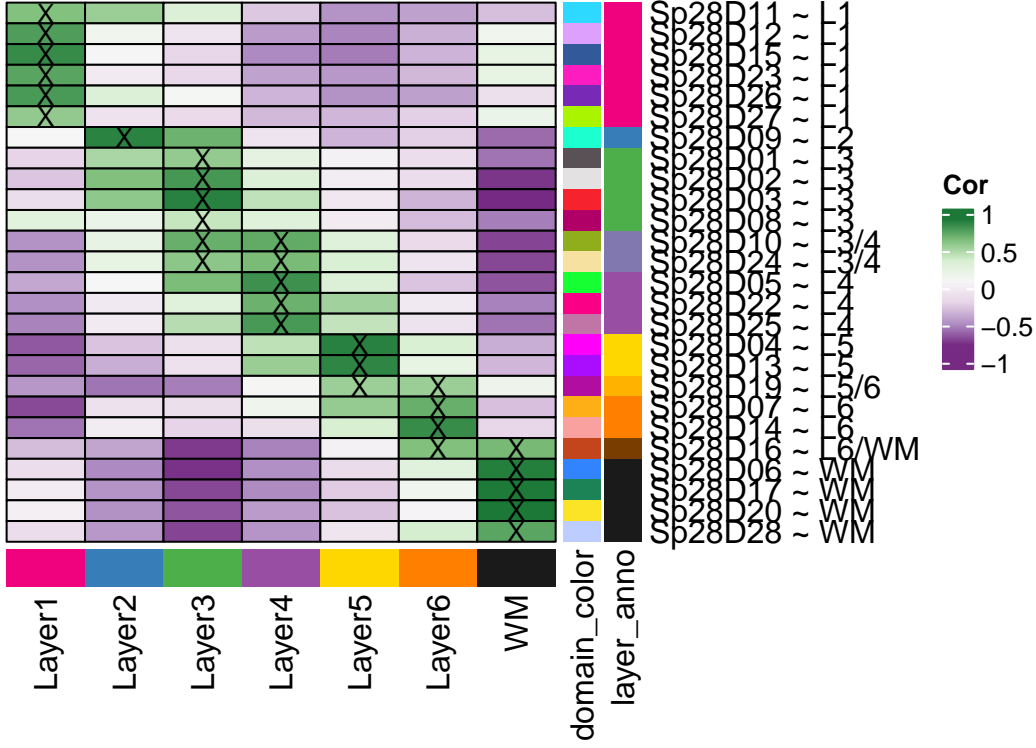 X Sp28D11 ~ L1
X Sp28D12 ~ L1
X Sp28D15 ~ L1
X Sp28D23 ~ L1
X Sp28D26 ~ L1
X Sp28D27 ~ L1
X Sp28D09 ~ L2
X Sp28D01 ~ L3
X Sp28D02 ~ L3
X Sp28D03 ~ L3
X Sp28D08 ~ L3
X X Sp28D10 ~ L3/4
X X Sp28D24 ~ L3/4
X Sp28D05 ~ L4
X Sp28D22 ~ L4
X Sp28D25 ~ L4
X Sp28D04 ~ L5
X Sp28D13 ~ L5
X X Sp28D19 ~ L5/6
X Sp28D07 ~ L6
X Sp28D14 ~ L6
X X Sp28D16 ~ L6/WM
X Sp28D06 ~ WM
X Sp28D17 ~ WM
X Sp28D20 ~ WM
X Sp28D28 ~ WM
Cor
1
0.5
0
−0.5
−1
Layer1
Layer2
Layer3
Layer4
Layer5
Layer6
WM
domain_color
layer_anno